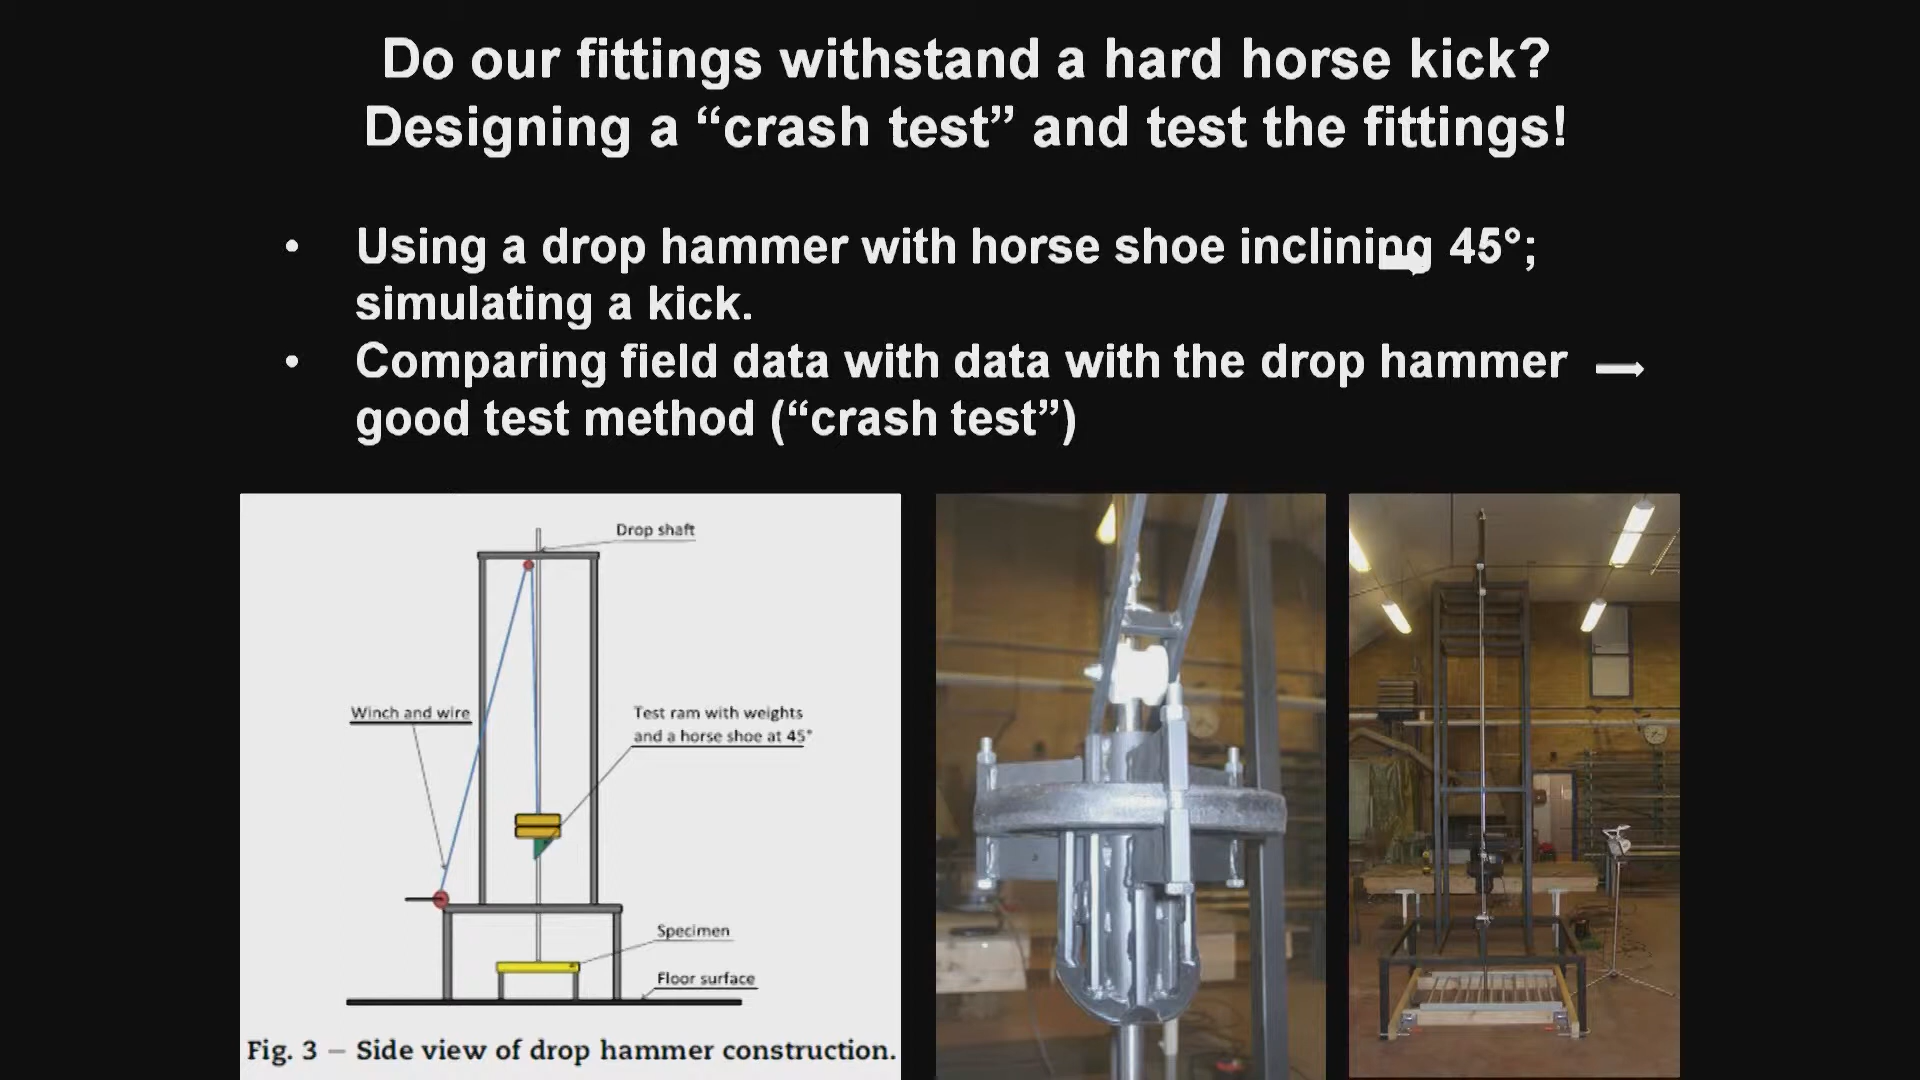 Do our fittings withstand a hard horse kick?
Designing a “crash test” and test the fittings!
• Using a drop hammer with horse shoe inclining 45°;
simulating a kick.
• Comparing field data with data with the drop hammer →
good test method (“crash test”)
Drop shaft
Winch and wire
Test ram with weights
and a horse shoe at 45°
Specimen
Floor surface
Fig. 3 – Side view of drop hammer construction.